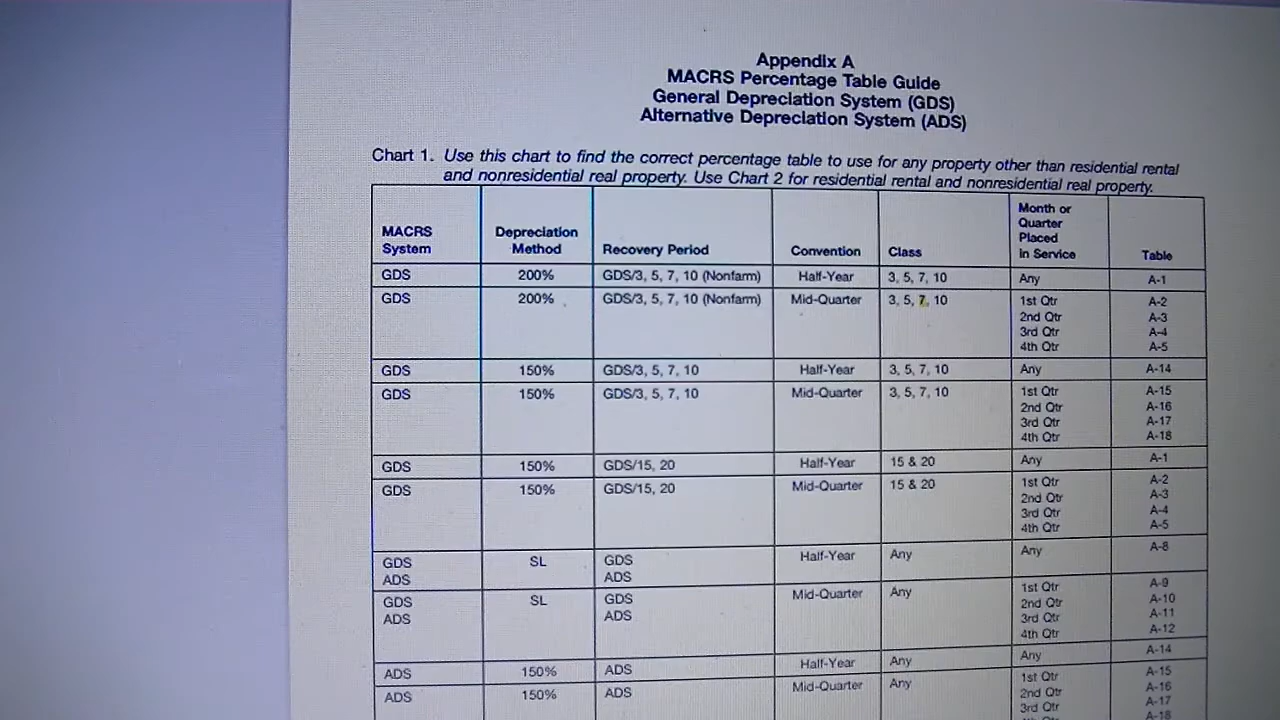 Appendix A
MACRS Percentage Table Guide
General Depreciation System (GDS)
Alternative Depreciation System (ADS)
Chart 1. Use this chart to find the correct percentage table to use for any property other than residential rental
and nonresidential real property. Use Chart 2 for residential rental and nonresidential real property.
MACRS System Depreciation Method Recovery Period Convention Class Month or Quarter Placed in Service Table
GDS 200% GDS/3, 5, 7, 10 (Nonfarm) Half-Year 3, 5, 7, 10 Any A-1
GDS 200% GDS/3, 5, 7, 10 (Nonfarm) Mid-Quarter 3, 5, 7, 10 1st Qtr A-2
2nd Qtr A-3
3rd Qtr A-4
4th Qtr A-5
GDS 150% GDS/3, 5, 7, 10 Half-Year 3, 5, 7, 10 Any A-14
GDS 150% GDS/3, 5, 7, 10 Mid-Quarter 3, 5, 7, 10 1st Qtr A-15
2nd Qtr A-16
3rd Qtr A-17
4th Qtr A-18
GDS 150% GDS/15, 20 Half-Year 15 & 20 Any A-1
GDS 150% GDS/15, 20 Mid-Quarter 15 & 20 1st Qtr A-2
2nd Qtr A-3
3rd Qtr A-4
4th Qtr A-5
GDS SL GDS Half-Year Any Any A-8
ADS ADS
GDS SL GDS Mid-Quarter Any 1st Qtr A-9
ADS ADS 2nd Qtr A-10
3rd Qtr A-11
4th Qtr A-12
ADS 150% ADS Half-Year Any Any A-14
ADS 150% ADS Mid-Quarter Any 1st Qtr A-15
2nd Qtr A-16
3rd Qtr A-17
A-18